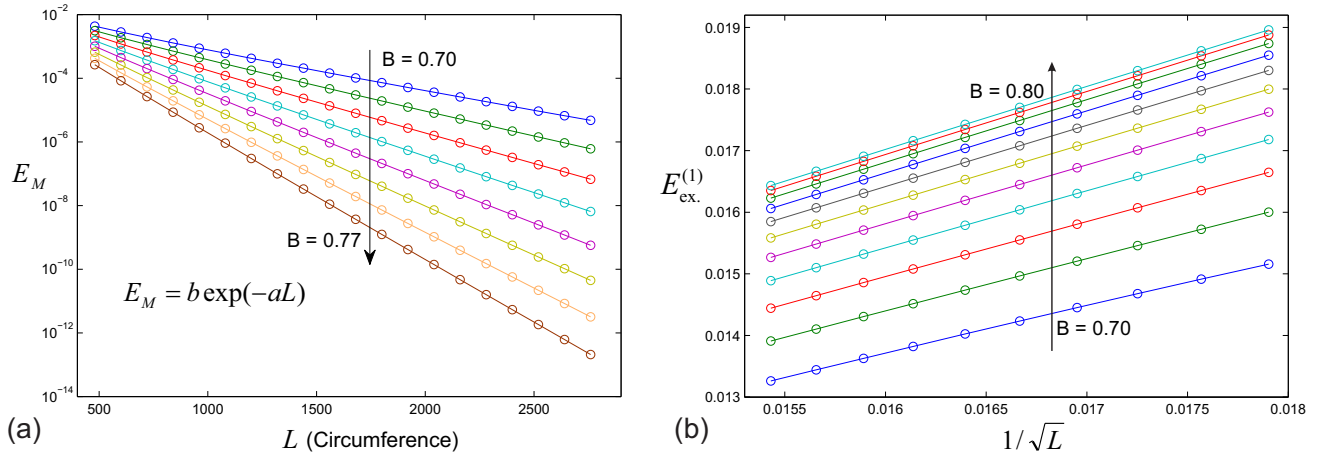 10⁻²
10⁻⁴
10⁻⁶
10⁻⁸
10⁻¹⁰
10⁻¹²
10⁻¹⁴
E_M
B = 0.70
B = 0.77
E_M = b exp(−aL)
500 1000 1500 2000 2500
L (Circumference)
(a)
0.019
0.018
0.017
0.016
0.015
0.014
0.013
E_ex.^(1)
B = 0.80
B = 0.70
0.0155 0.016 0.0165 0.017 0.0175 0.018
1/√L
(b)